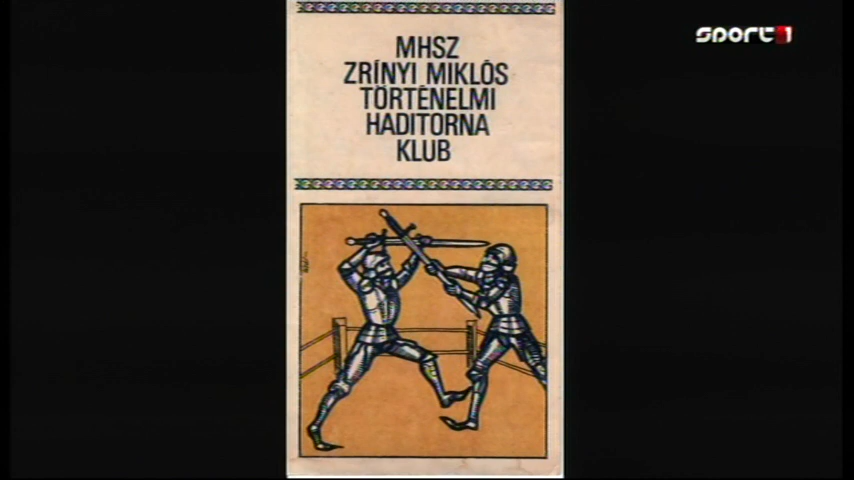 MHSZ
ZRÍNYI MIKLÓS
TÖRTÉNELMI
HADITORNA
KLUB
sport1